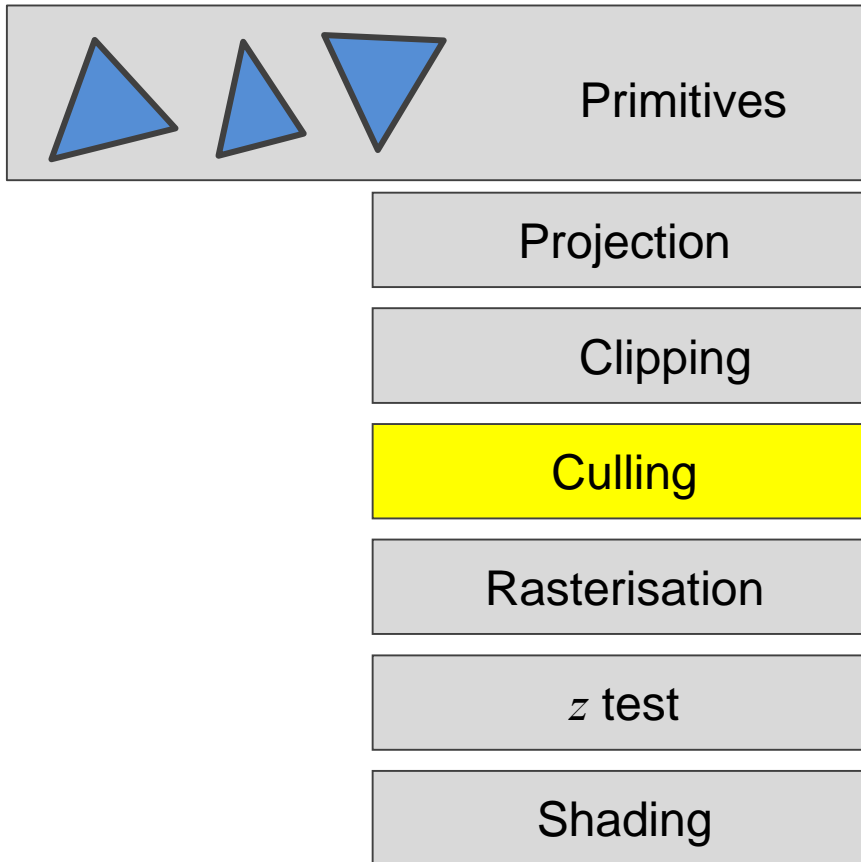 Primitives
Projection
Clipping
Culling
Rasterisation
z test
Shading